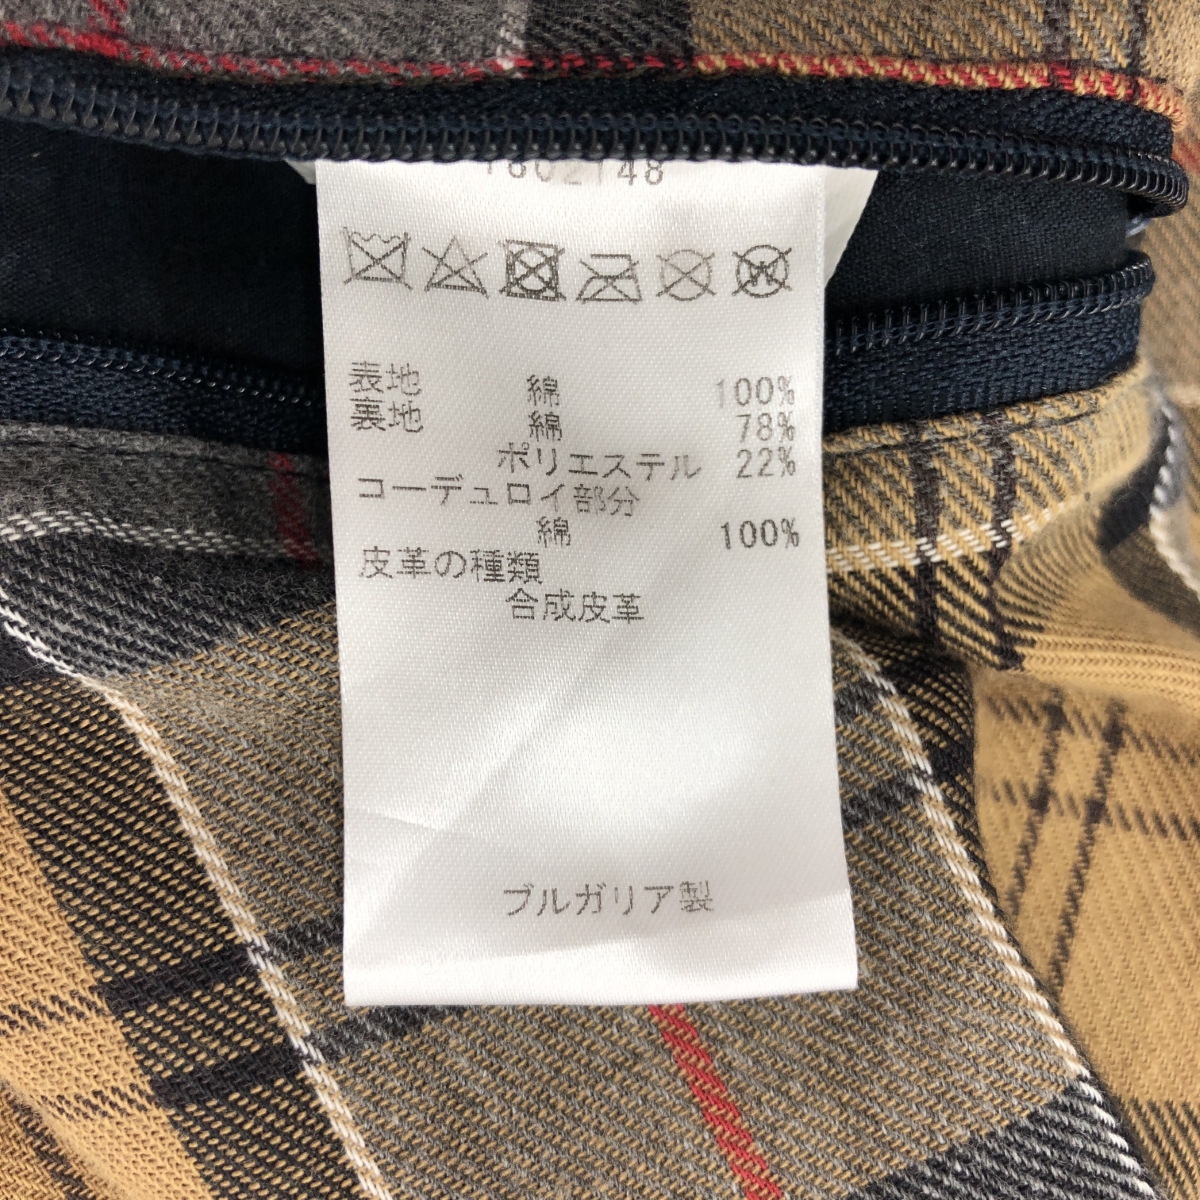 1802148
表地 綿 100%
裏地 綿 78%
ポリエステル 22%
コーデュロイ部分
綿 100%
皮革の種類
合成皮革
ブルガリア製